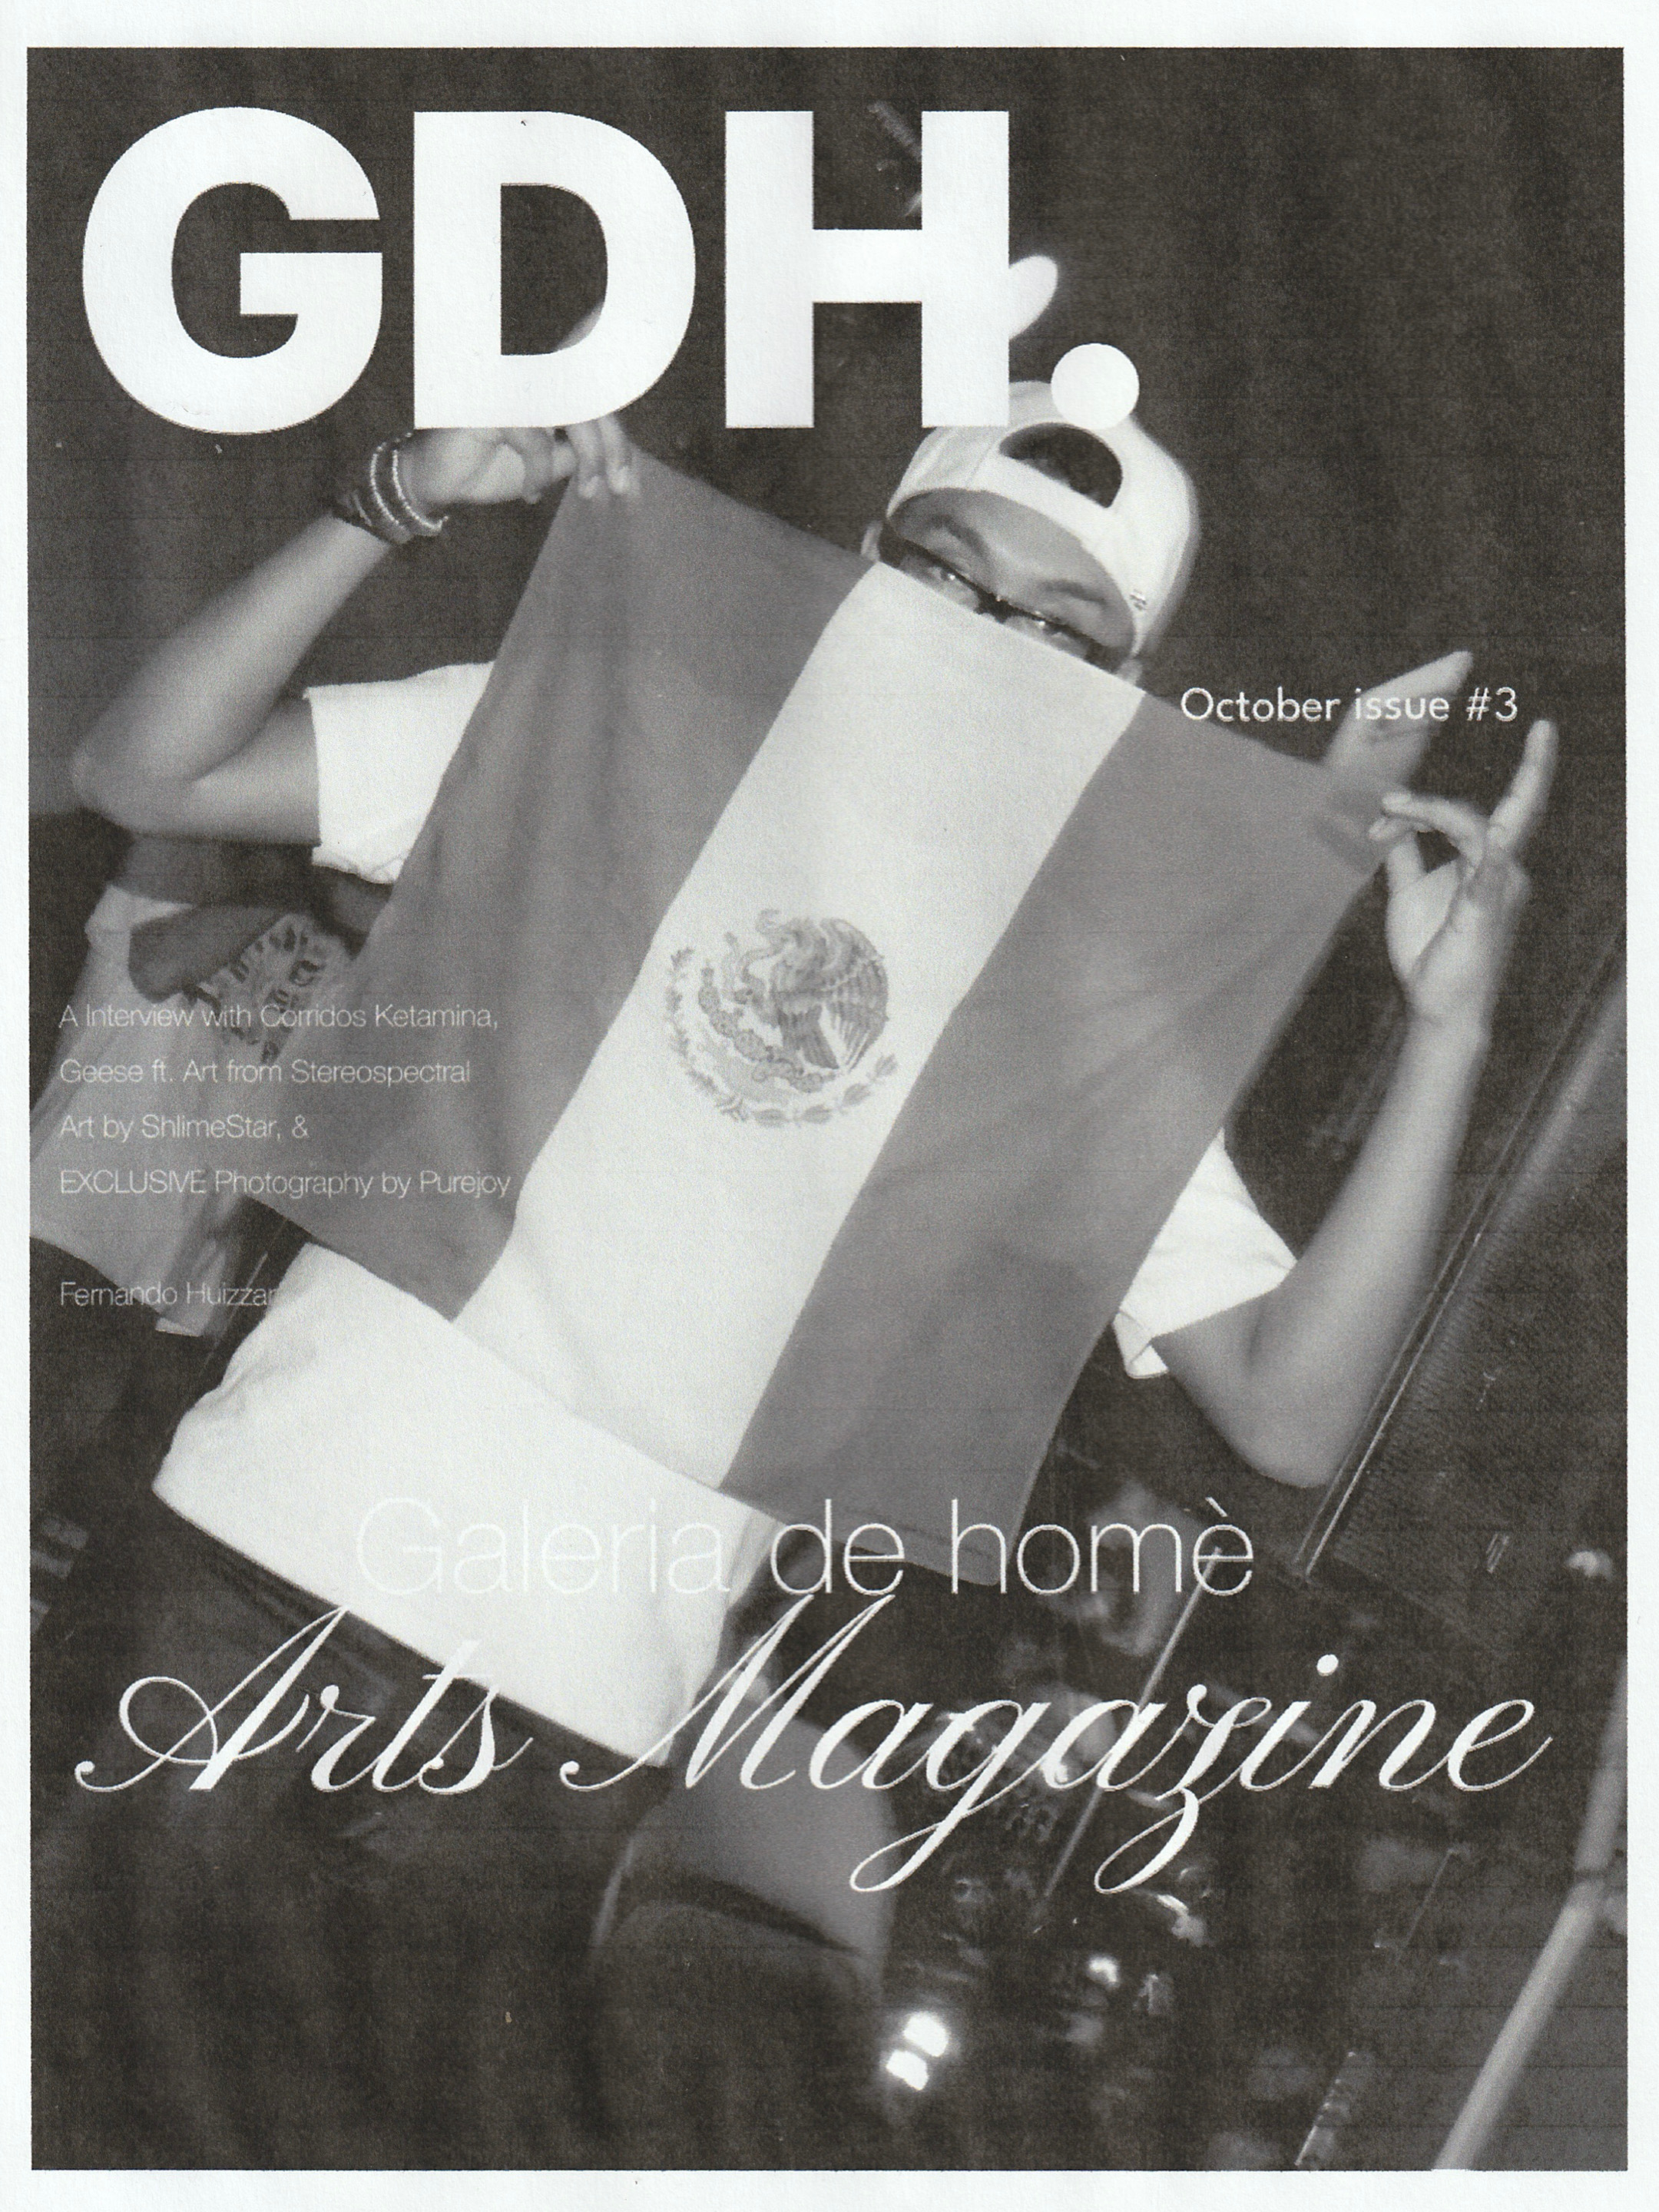 GDH.
October issue #3
A Interview with Corridos Ketamina,
Geese ft. Art from Stereospectral
Art by ShlimeStar, &
EXCLUSIVE Photography by Purejoy
Fernando Huizzar
Galeria de homè
Arts Magazine